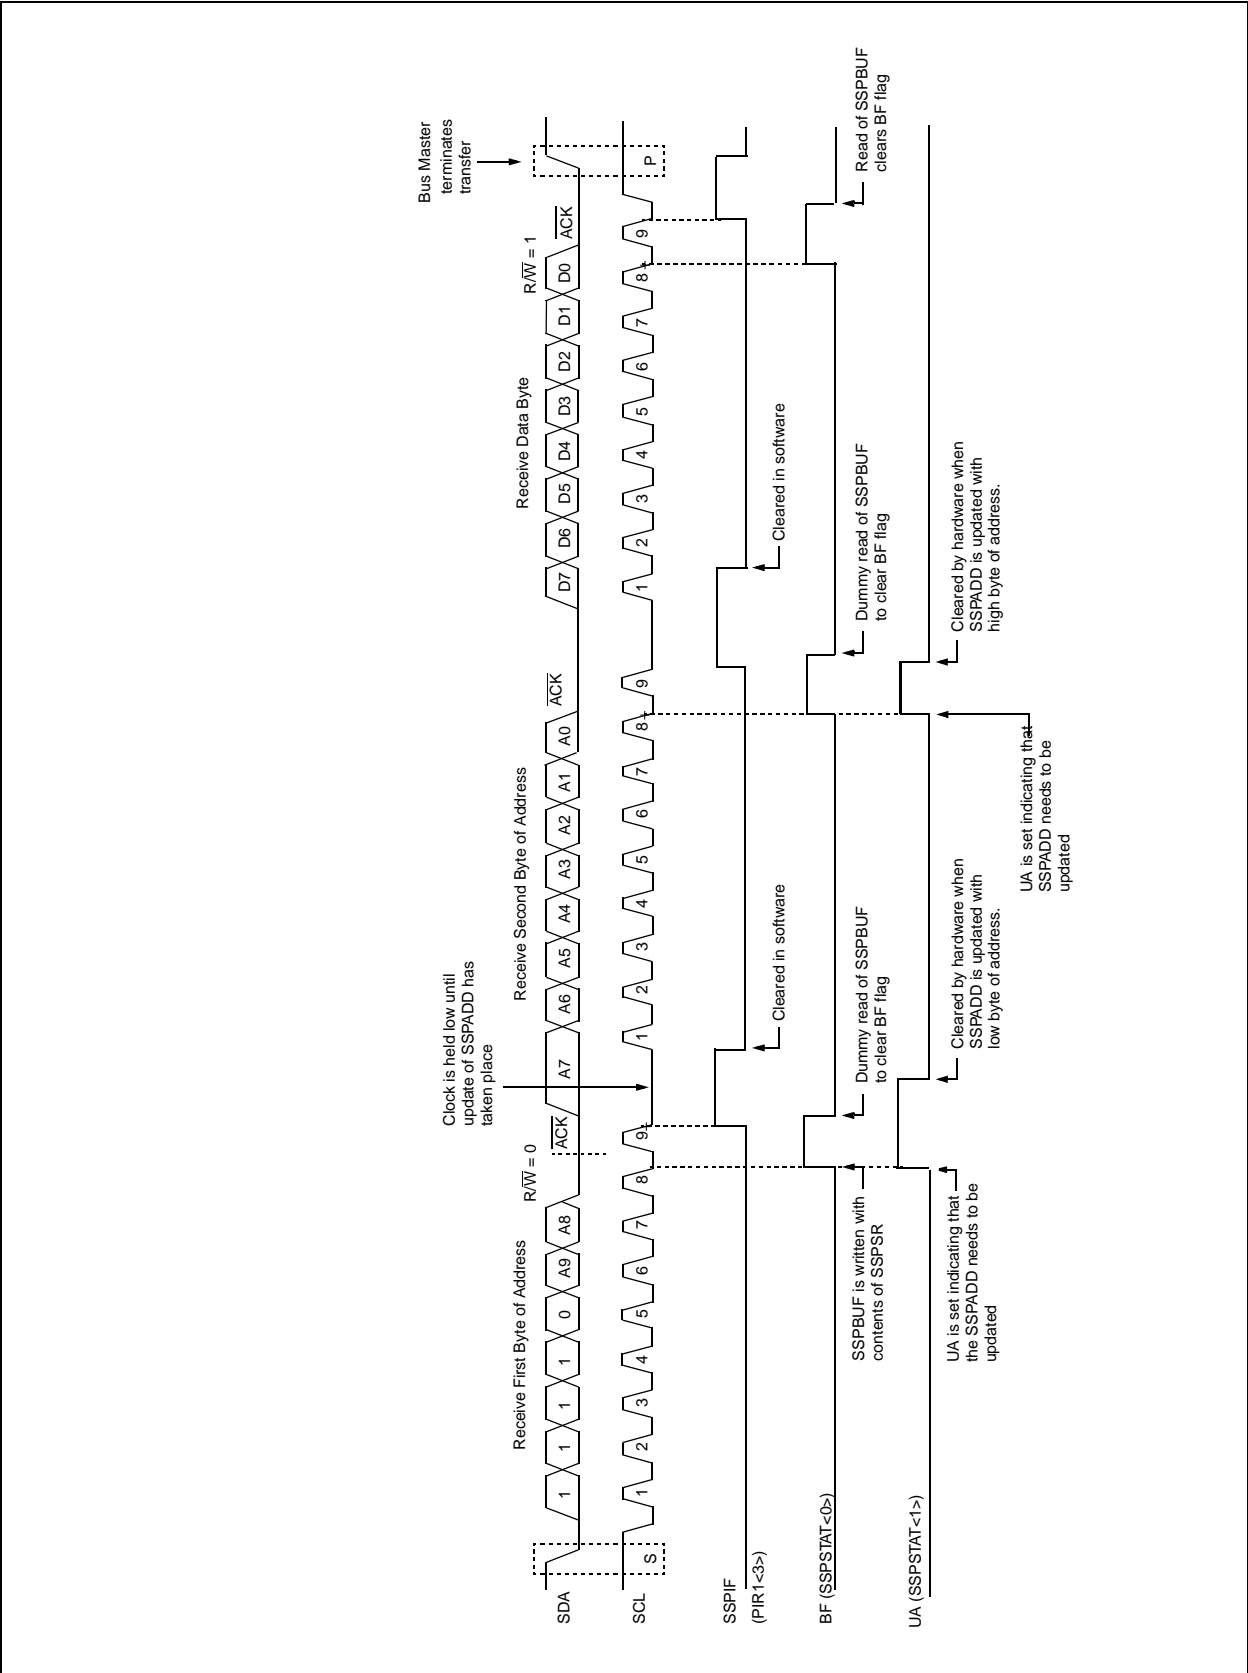 Bus Master
terminates
transfer
Clock is held low until
update of SSPADD has
taken place
Receive First Byte of Address
R/W = 0
Receive Second Byte of Address
Receive Data Byte
R/W = 1
SDA
1 1 1 1 0 A9 A8 ACK A7 A6 A5 A4 A3 A2 A1 A0 ACK D7 D6 D5 D4 D3 D2 D1 D0 ACK
SCL
S 1 2 3 4 5 6 7 8 9 1 2 3 4 5 6 7 8 9 1 2 3 4 5 6 7 8 9 P
SSPIF
(PIR1<3>)
Cleared in software
Cleared in software
BF (SSPSTAT<0>)
SSPBUF is written with
contents of SSPSR
Dummy read of SSPBUF
to clear BF flag
Dummy read of SSPBUF
to clear BF flag
Read of SSPBUF
clears BF flag
UA (SSPSTAT<1>)
UA is set indicating that
the SSPADD needs to be
updated
Cleared by hardware when
SSPADD is updated with
low byte of address.
UA is set indicating that
SSPADD needs to be
updated
Cleared by hardware when
SSPADD is updated with
high byte of address.